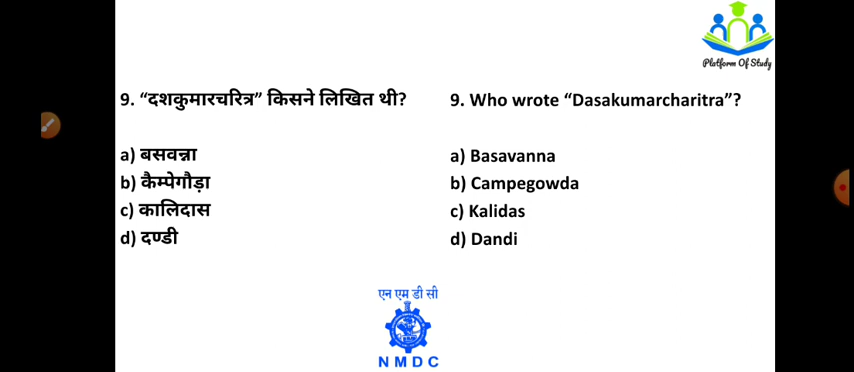 Platform Of Study
9. “दशकुमारचरित्र” किसने लिखित थी?
a) बसवन्ना
b) कैम्पेगौड़ा
c) कालिदास
d) दण्डी
9. Who wrote “Dasakumarcharitra”?
a) Basavanna
b) Campegowda
c) Kalidas
d) Dandi
एन एम डी सी
NMDC